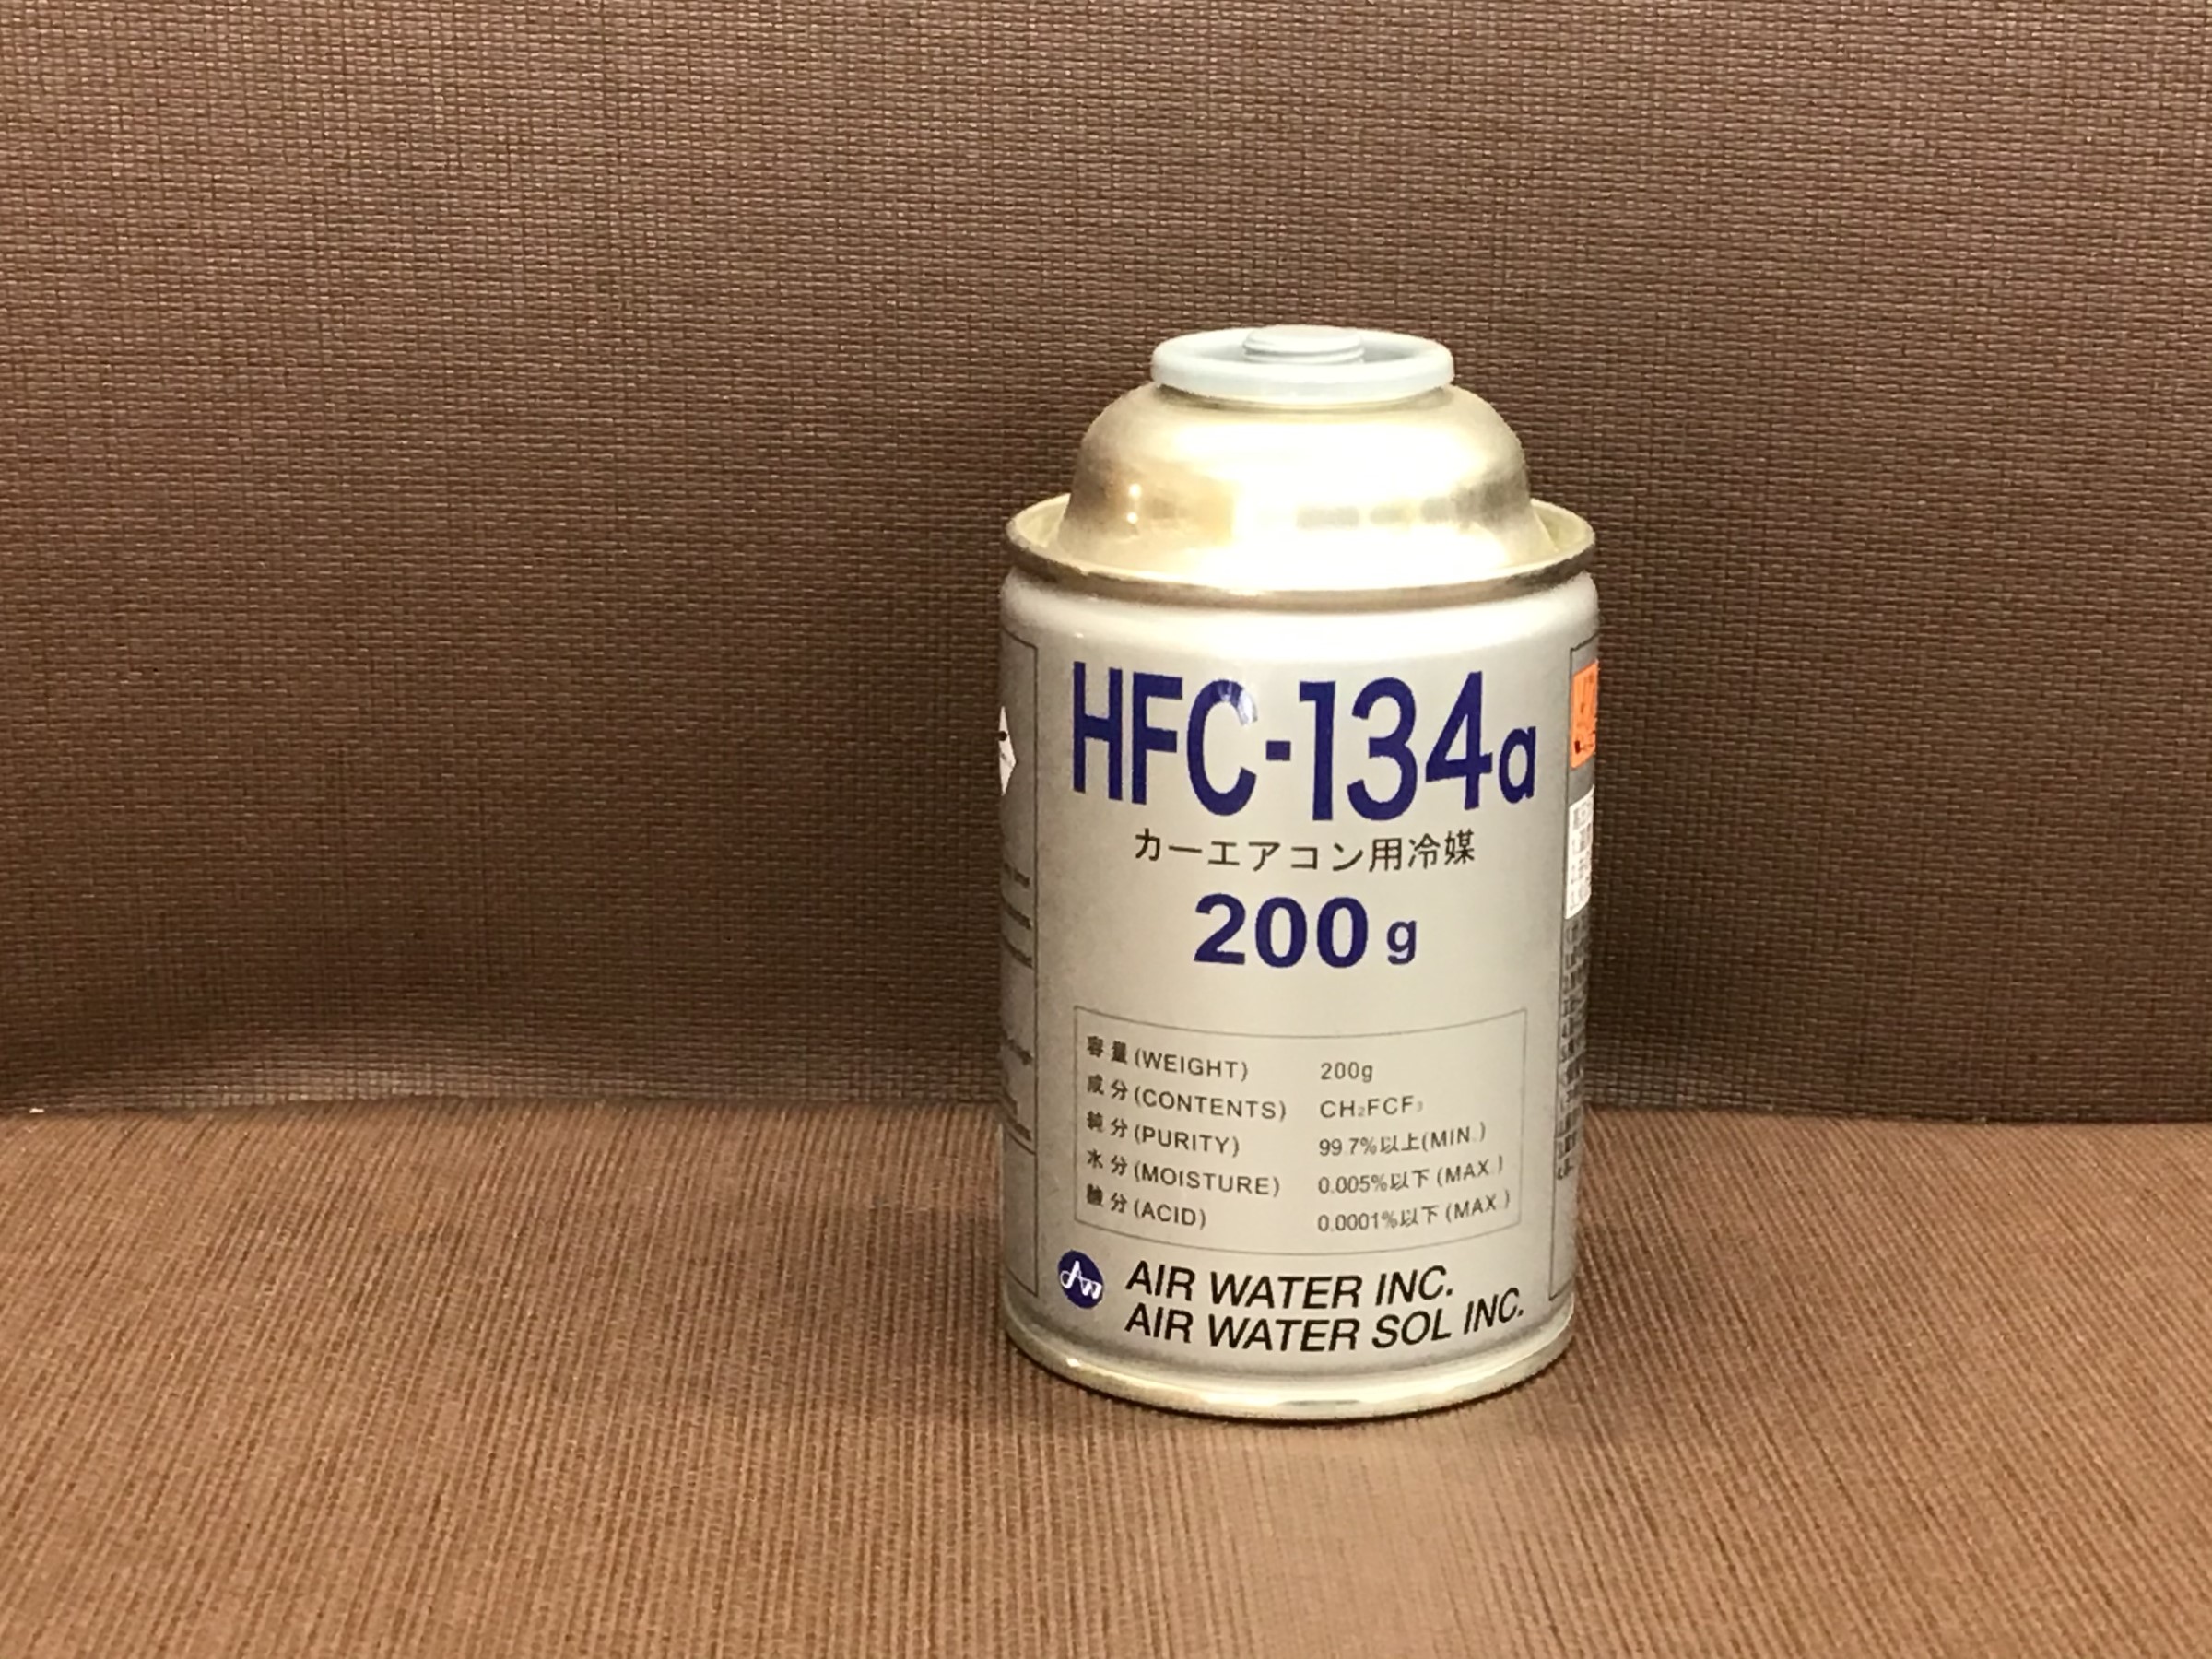 HFC-134a
カーエアコン用冷媒
200g
容量(WEIGHT) 200g
成分(CONTENTS) CH₂FCF₃
純分(PURITY) 99.7%以上(MIN.)
水分(MOISTURE) 0.005%以下(MAX.)
酸分(ACID) 0.0001%以下(MAX.)
AW
AIR WATER INC.
AIR WATER SOL INC.